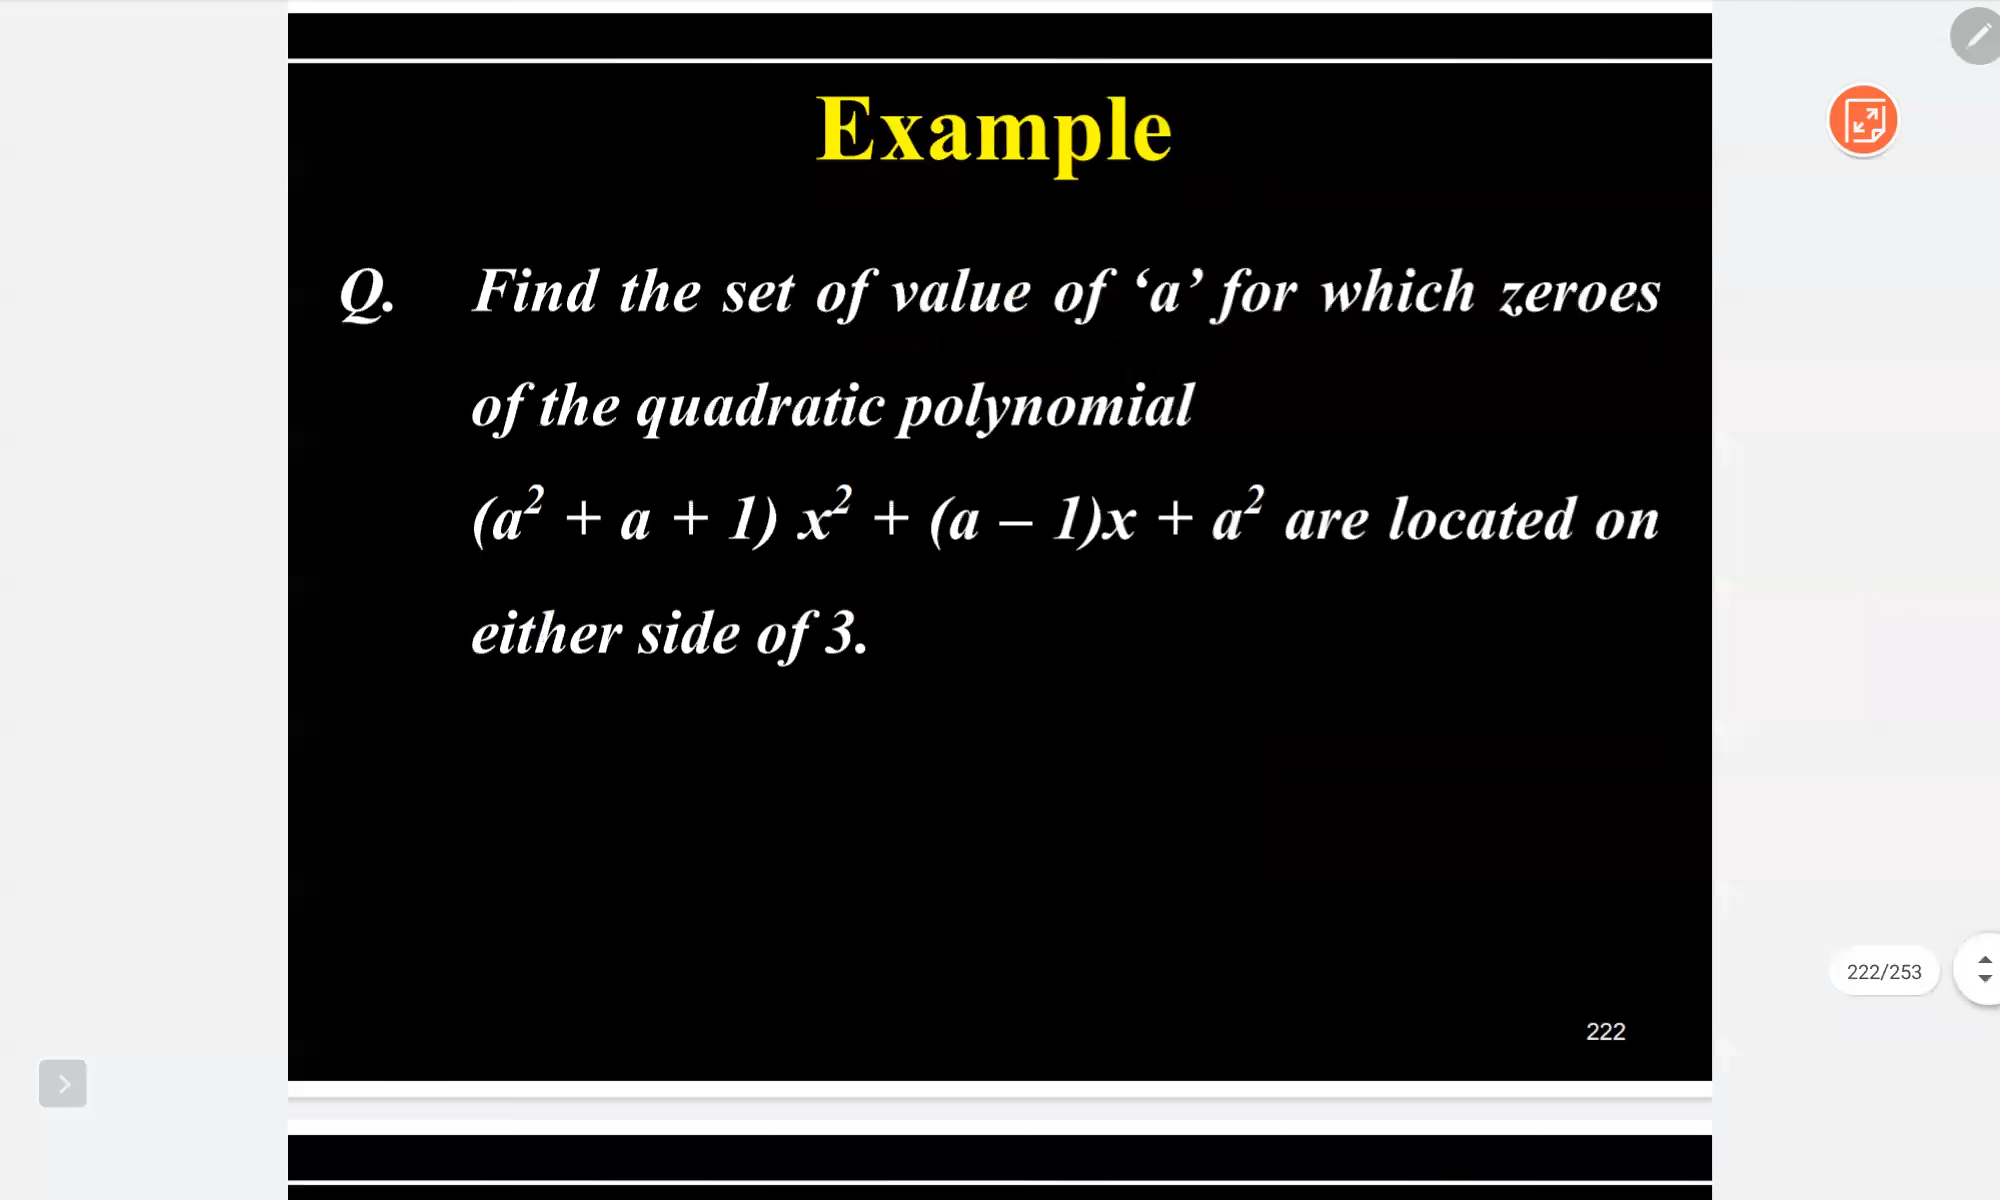 Example
Q. Find the set of value of ‘a’ for which zeroes
of the quadratic polynomial
(a² + a + 1) x² + (a – 1)x + a² are located on
either side of 3.
222/253
222